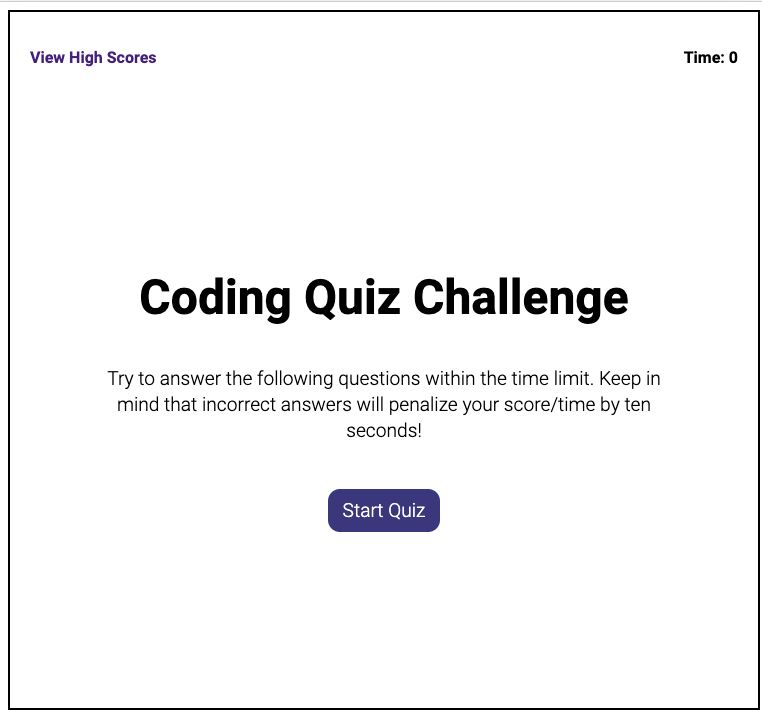 View High Scores
Time: 0
Coding Quiz Challenge
Try to answer the following questions within the time limit. Keep in
mind that incorrect answers will penalize your score/time by ten
seconds!
Start Quiz